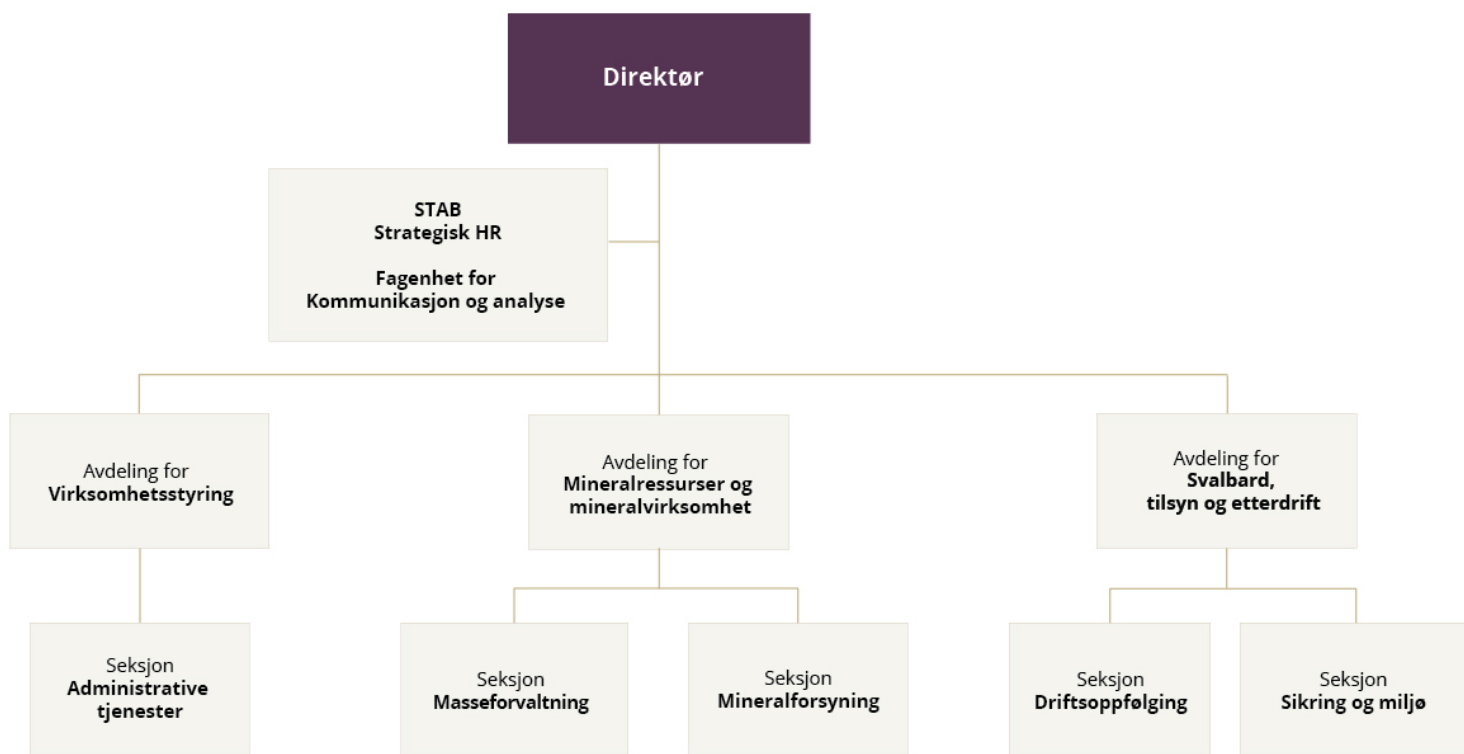 Direktør
STAB
Strategisk HR
Fagenhet for
Kommunikasjon og analyse
Avdeling for
Virksomhetsstyring
Avdeling for
Mineralressurser og
mineralvirksomhet
Avdeling for
Svalbard,
tilsyn og etterdrift
Seksjon
Administrative
tjenester
Seksjon
Masseforvaltning
Seksjon
Mineralforsyning
Seksjon
Driftsoppfølging
Seksjon
Sikring og miljø